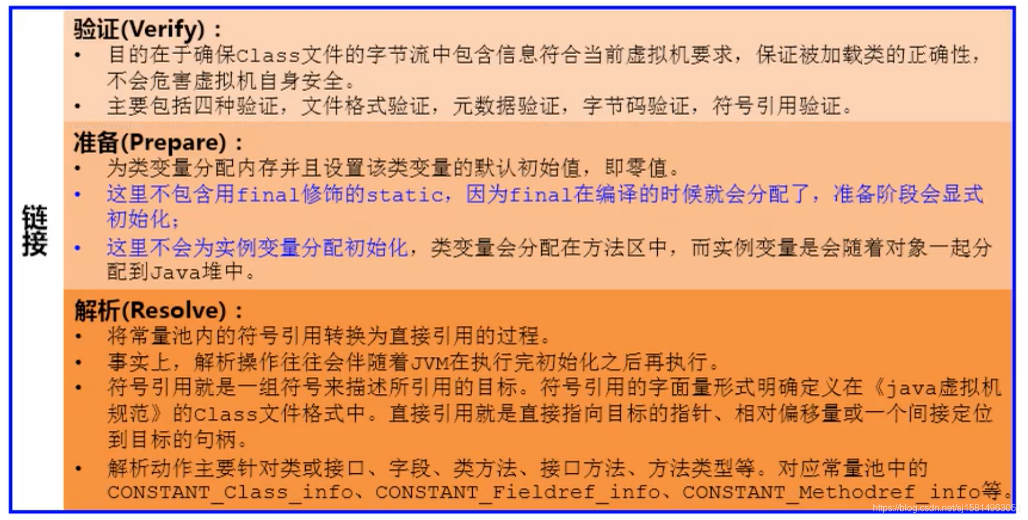 链接
验证(Verify)：
• 目的在于确保Class文件的字节流中包含信息符合当前虚拟机要求，保证被加载类的正确性，
不会危害虚拟机自身安全。
• 主要包括四种验证，文件格式验证，元数据验证，字节码验证，符号引用验证。
准备(Prepare)：
• 为类变量分配内存并且设置该类变量的默认初始值，即零值。
• 这里不包含用final修饰的static，因为final在编译的时候就会分配了，准备阶段会显式
初始化；
• 这里不会为实例变量分配初始化，类变量会分配在方法区中，而实例变量是会随着对象一起分
配到Java堆中。
解析(Resolve)：
• 将常量池内的符号引用转换为直接引用的过程。
• 事实上，解析操作往往会伴随着JVM在执行完初始化之后再执行。
• 符号引用就是一组符号来描述所引用的目标。符号引用的字面量形式明确定义在《java虚拟机
规范》的Class文件格式中。直接引用就是直接指向目标的指针、相对偏移量或一个间接定位
到目标的句柄。
• 解析动作主要针对类或接口、字段、类方法、接口方法、方法类型等。对应常量池中的
CONSTANT_Class_info、CONSTANT_Fieldref_info、CONSTANT_Methodref_info等。
https://blog.csdn.net/sj1581496306